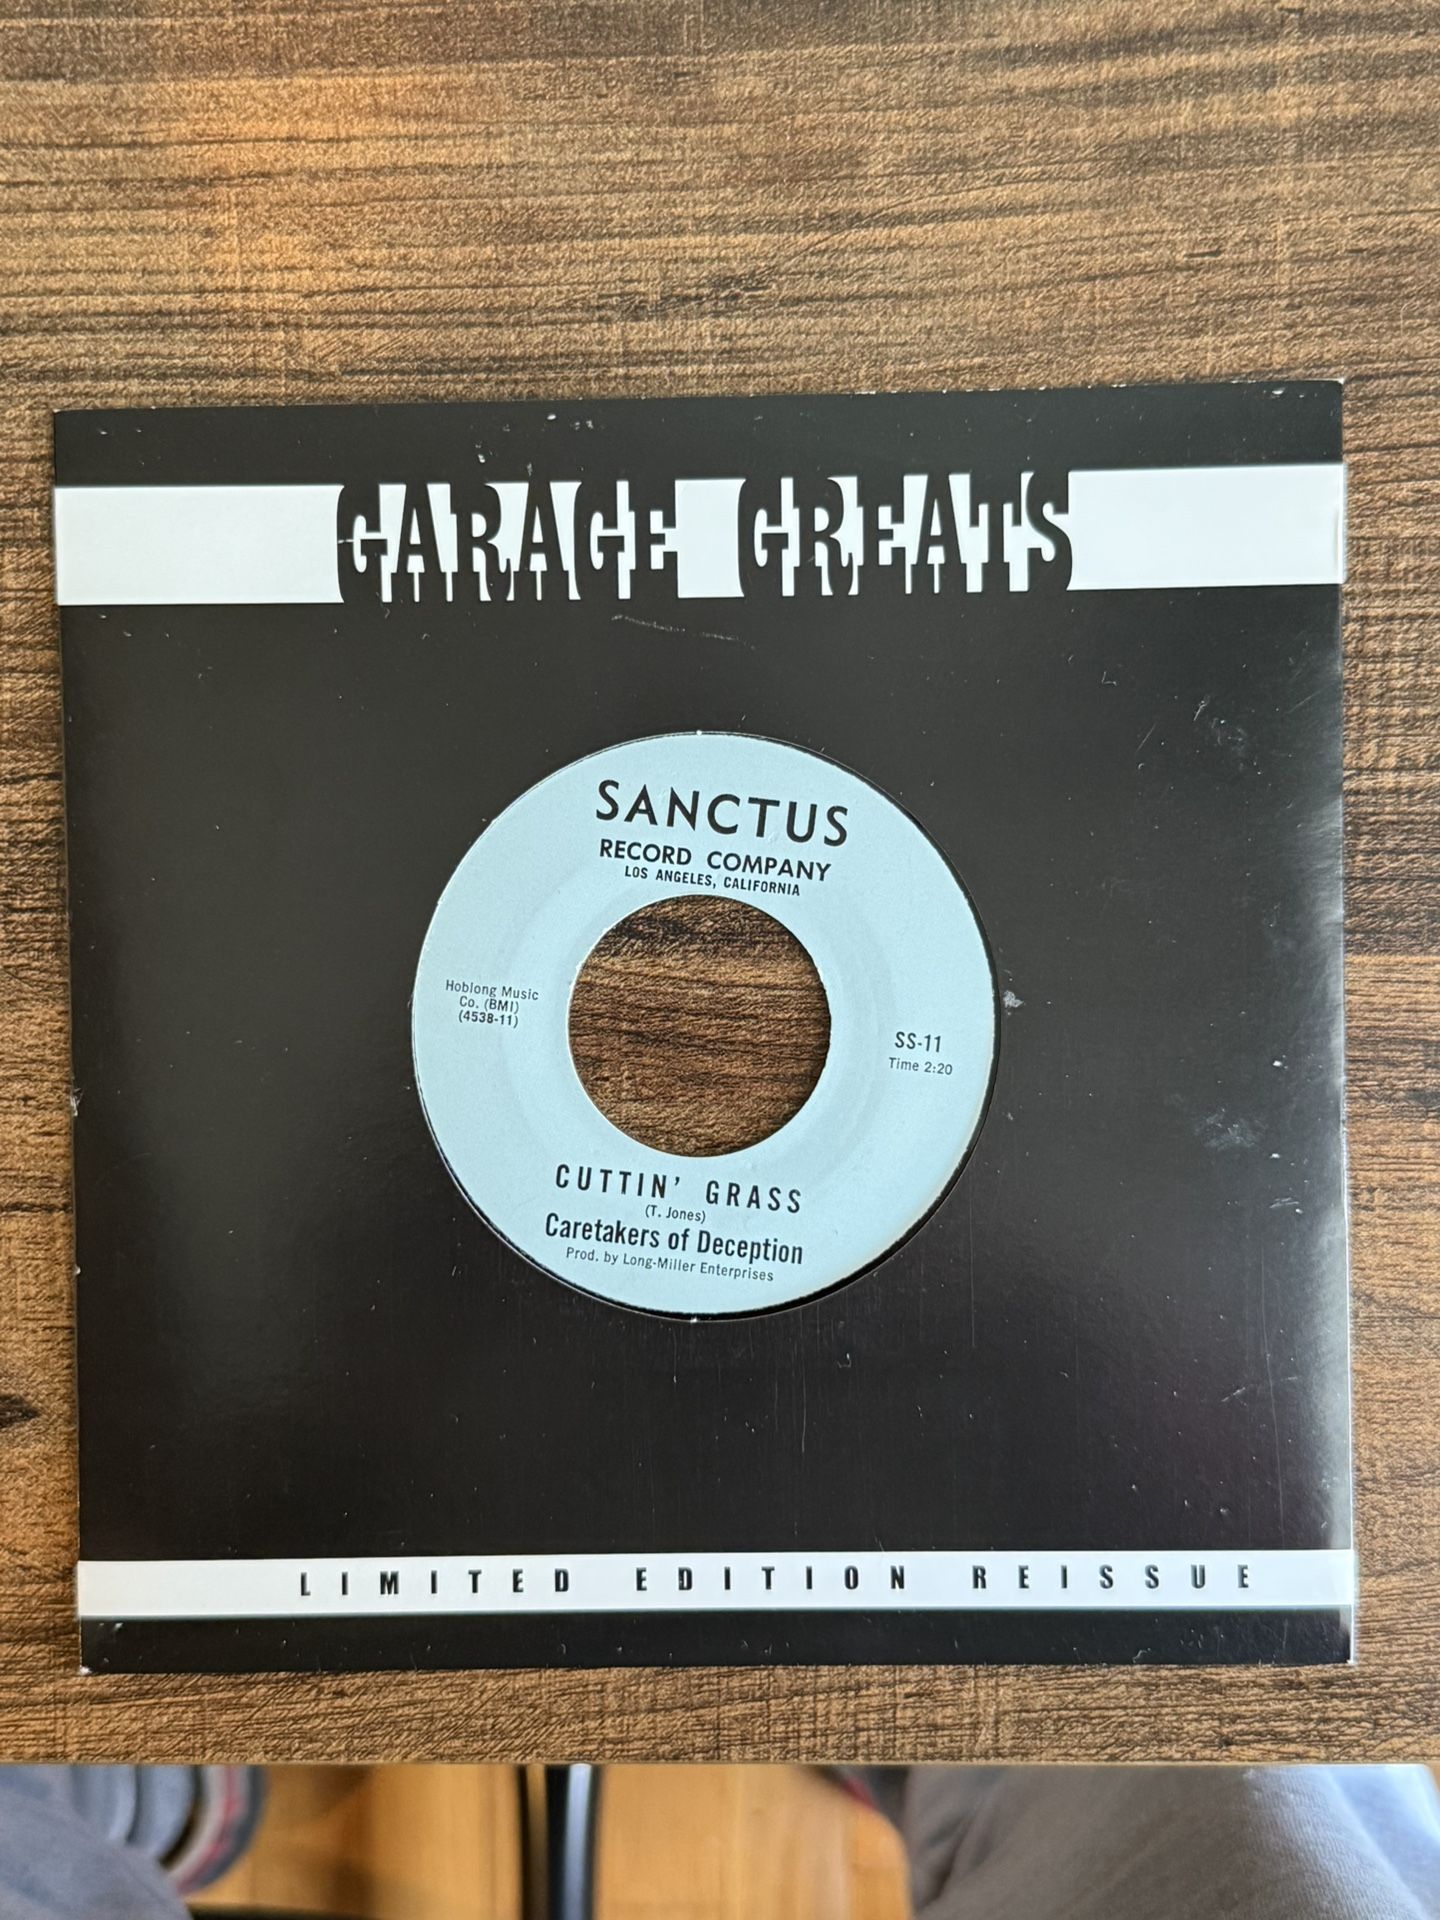 GARAGE GREATS
SANCTUS
RECORD COMPANY
LOS ANGELES, CALIFORNIA
Hoblong Music
Co. (BMI)
(4538-11)
SS-11
Time 2:20
CUTTIN' GRASS
(T. Jones)
Caretakers of Deception
Prod. by Long-Miller Enterprises
LIMITED EDITION REISSUE